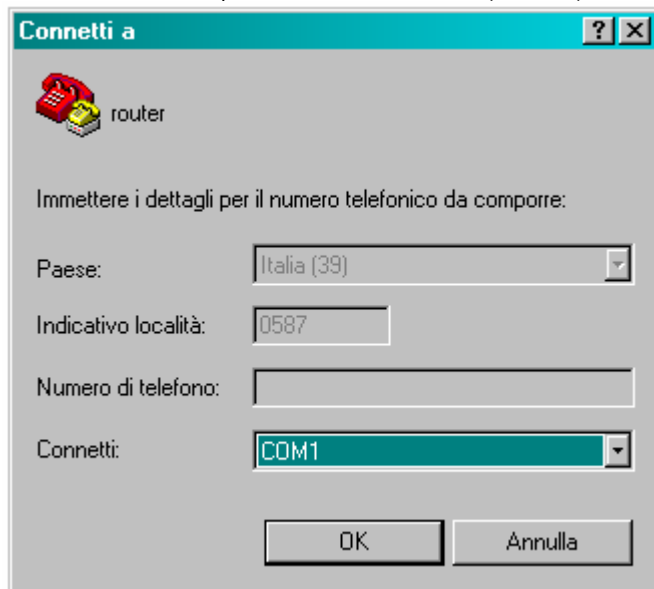 Connetti a
router
Immettere i dettagli per il numero telefonico da comporre:
Paese: Italia (39)
Indicativo località: 0587
Numero di telefono:
Connetti: COM1
OK Annulla